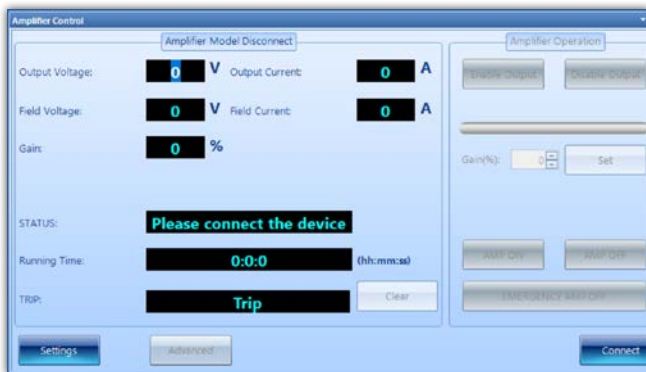 Amplifier Control
Amplifier Model Disconnect
Output Voltage: 0 V Output Current: 0 A
Field Voltage: 0 V Field Current: 0 A
Gain: 0 %
STATUS: Please connect the device
Running Time: 0:0:0 (hh:mm:ss)
TRIP: Trip Clear
Settings Advanced
Amplifier Operation
Enable Output Disable Output
Gain(%): 0 Set
AMP ON AMP OFF
EMERGENCY AMP OFF
Connect